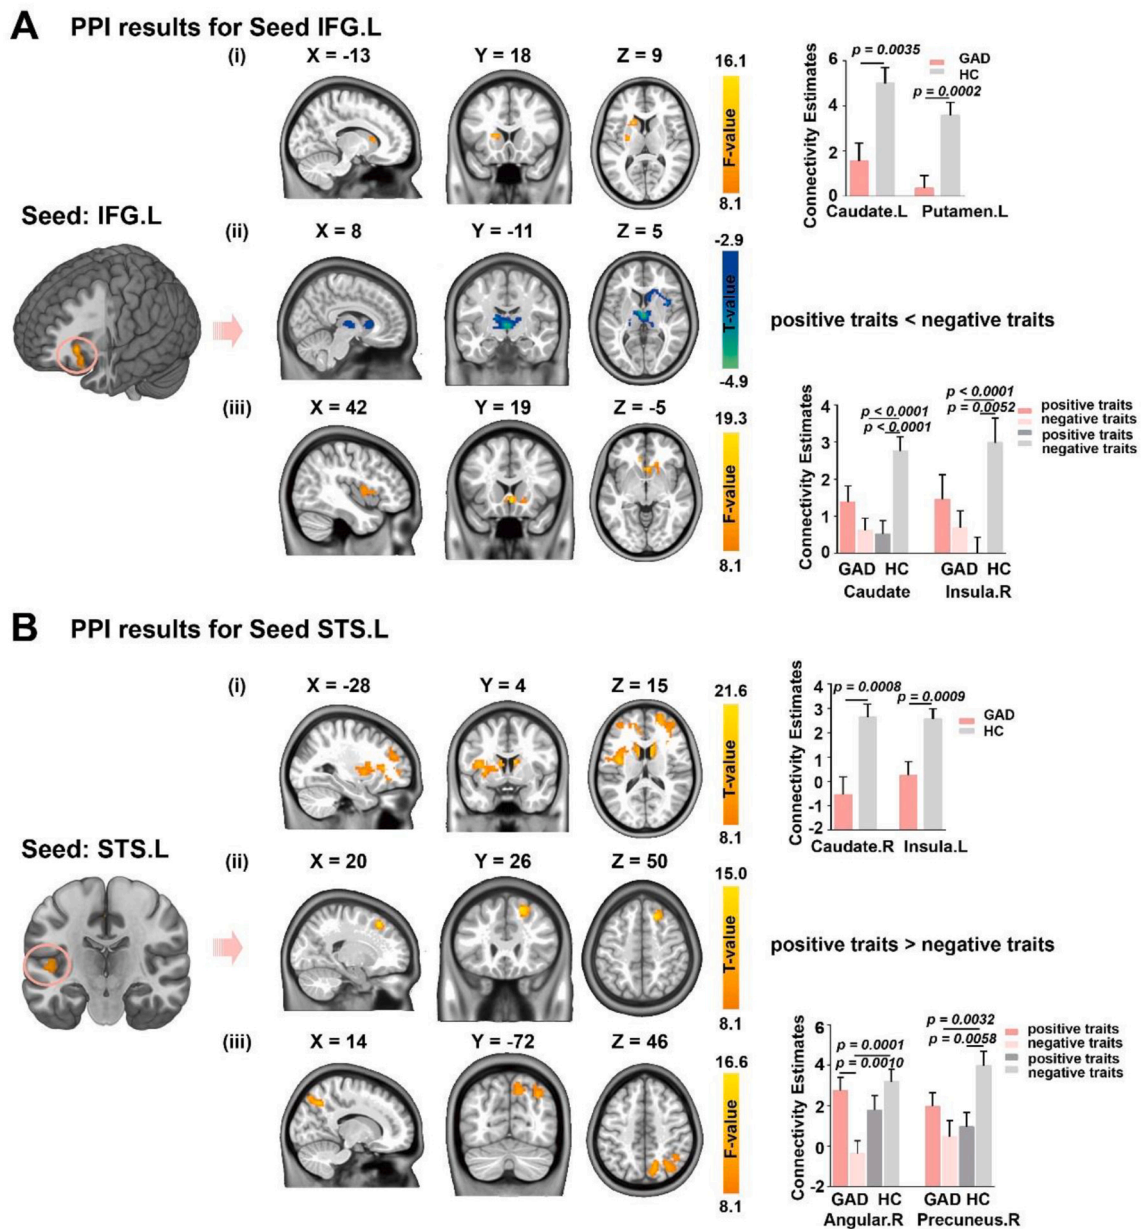 A PPI results for Seed IFG.L
(i) X = -13 Y = 18 Z = 9
16.1
F-value
8.1
Connectivity Estimates
6
4
2
0
p = 0.0035
GAD
HC
p = 0.0002
Caudate.L Putamen.L
Seed: IFG.L
(ii) X = 8 Y = -11 Z = 5
-2.9
T-value
-4.9
positive traits < negative traits
(iii) X = 42 Y = 19 Z = -5
19.3
F-value
8.1
Connectivity Estimates
4
3
2
1
0
p < 0.0001
p < 0.0001
p < 0.0001
p = 0.0052
positive traits
negative traits
positive traits
negative traits
GAD HC GAD HC
Caudate Insula.R
B PPI results for Seed STS.L
(i) X = -28 Y = 4 Z = 15
21.6
T-value
8.1
Connectivity Estimates
4
3
2
1
0
-1
-2
p = 0.0008 p = 0.0009
GAD
HC
Caudate.R Insula.L
Seed: STS.L
(ii) X = 20 Y = 26 Z = 50
15.0
T-value
8.1
positive traits > negative traits
(iii) X = 14 Y = -72 Z = 46
16.6
F-value
8.1
Connectivity Estimates
6
4
2
0
-2
p = 0.0001
p = 0.0010
p = 0.0032
p = 0.0058
positive traits
negative traits
positive traits
negative traits
GAD HC GAD HC
Angular.R Precuneus.R